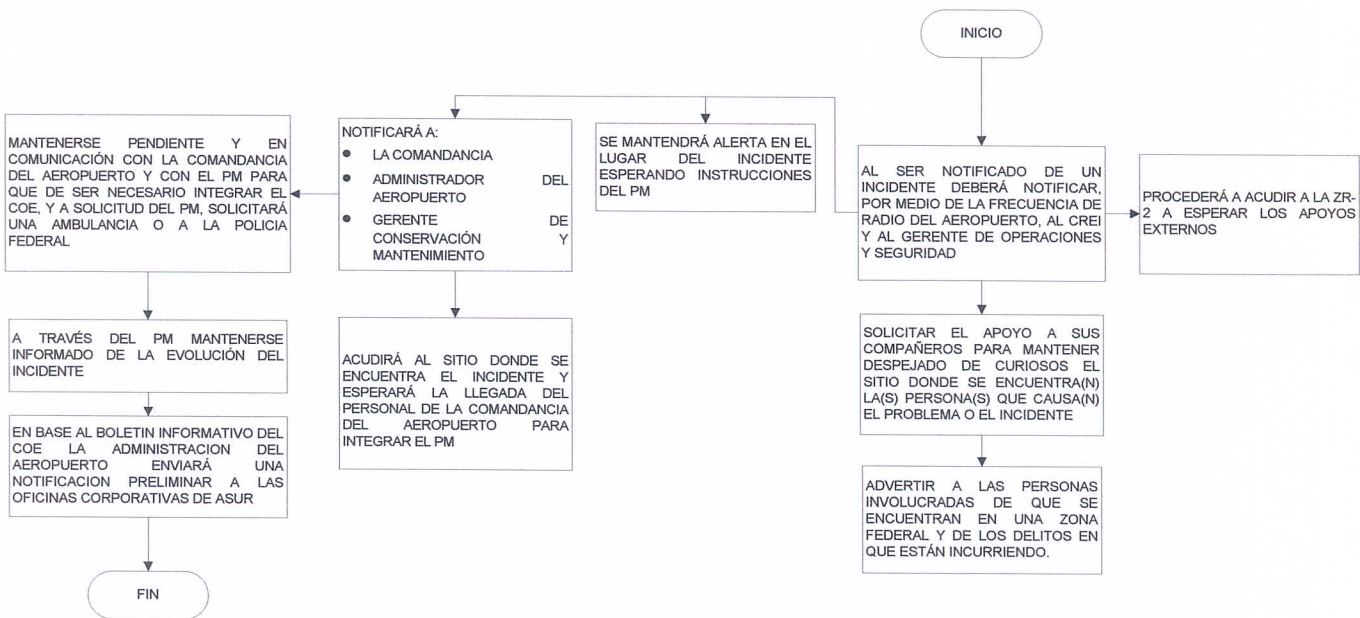 INICIO
AL SER NOTIFICADO DE UN
INCIDENTE DEBERÁ NOTIFICAR,
POR MEDIO DE LA FRECUENCIA DE
RADIO DEL AEROPUERTO, AL CREI
Y AL GERENTE DE OPERACIONES
Y SEGURIDAD
PROCEDERÁ A ACUDIR A LA ZR-
2 A ESPERAR LOS APOYOS
EXTERNOS
SOLICITAR EL APOYO A SUS
COMPAÑEROS PARA MANTENER
DESPEJADO DE CURIOSOS EL
SITIO DONDE SE ENCUENTRA(N)
LA(S) PERSONA(S) QUE CAUSA(N)
EL PROBLEMA O EL INCIDENTE
ADVERTIR A LAS PERSONAS
INVOLUCRADAS DE QUE SE
ENCUENTRAN EN UNA ZONA
FEDERAL Y DE LOS DELITOS EN
QUE ESTÁN INCURRIENDO.
SE MANTENDRÁ ALERTA EN EL
LUGAR DEL INCIDENTE
ESPERANDO INSTRUCCIONES
DEL PM
NOTIFICARÁ A:
● LA COMANDANCIA
● ADMINISTRADOR DEL
AEROPUERTO
● GERENTE DE
CONSERVACIÓN Y
MANTENIMIENTO
ACUDIRÁ AL SITIO DONDE SE
ENCUENTRA EL INCIDENTE Y
ESPERARÁ LA LLEGADA DEL
PERSONAL DE LA COMANDANCIA
DEL AEROPUERTO PARA
INTEGRAR EL PM
MANTENERSE PENDIENTE Y EN
COMUNICACIÓN CON LA COMANDANCIA
DEL AEROPUERTO Y CON EL PM PARA
QUE DE SER NECESARIO INTEGRAR EL
COE, Y A SOLICITUD DEL PM, SOLICITARÁ
UNA AMBULANCIA O A LA POLICIA
FEDERAL
A TRAVÉS DEL PM MANTENERSE
INFORMADO DE LA EVOLUCIÓN DEL
INCIDENTE
EN BASE AL BOLETIN INFORMATIVO DEL
COE LA ADMINISTRACION DEL
AEROPUERTO ENVIARÁ UNA
NOTIFICACION PRELIMINAR A LAS
OFICINAS CORPORATIVAS DE ASUR
FIN